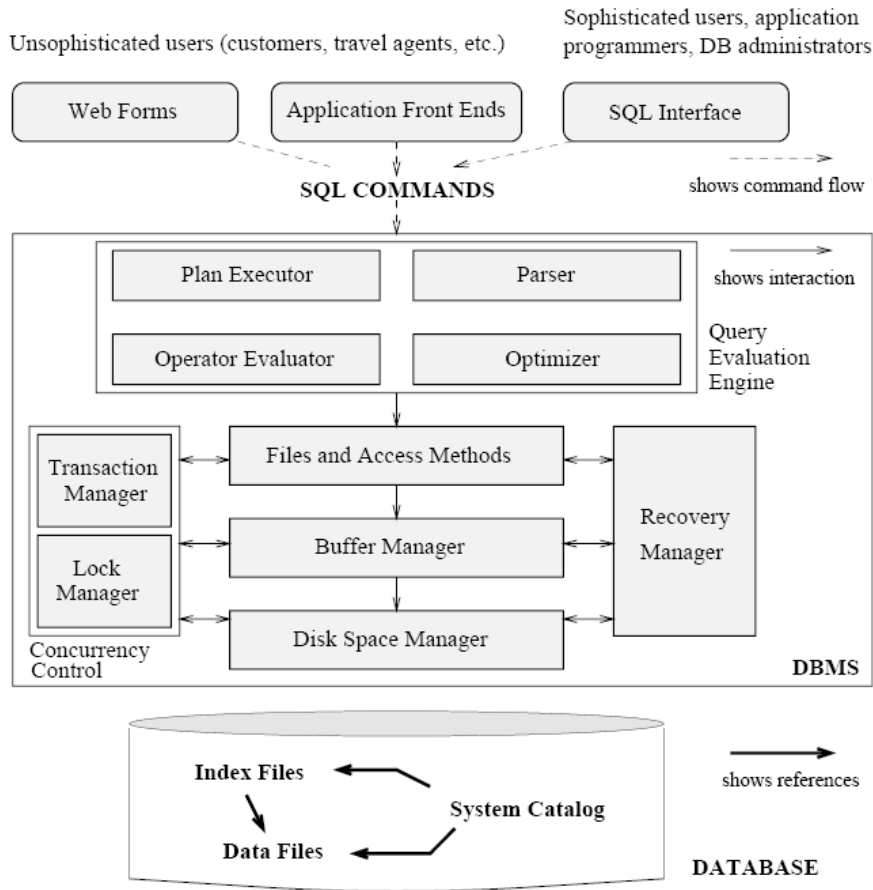 Unsophisticated users (customers, travel agents, etc.)
Sophisticated users, application
programmers, DB administrators
Web Forms
Application Front Ends
SQL Interface
SQL COMMANDS
shows command flow
Plan Executor
Parser
shows interaction
Operator Evaluator
Optimizer
Query
Evaluation
Engine
Files and Access Methods
Transaction
Manager
Buffer Manager
Recovery
Manager
Lock
Manager
Disk Space Manager
Concurrency
Control
DBMS
Index Files
shows references
System Catalog
Data Files
DATABASE